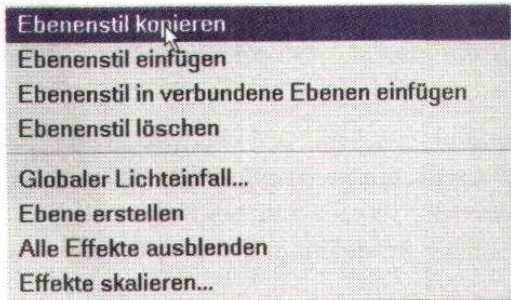 Ebenenstil kopieren
Ebenenstil einfügen
Ebenenstil in verbundene Ebenen einfügen
Ebenenstil löschen
Globaler Lichteinfall...
Ebene erstellen
Alle Effekte ausblenden
Effekte skalieren...